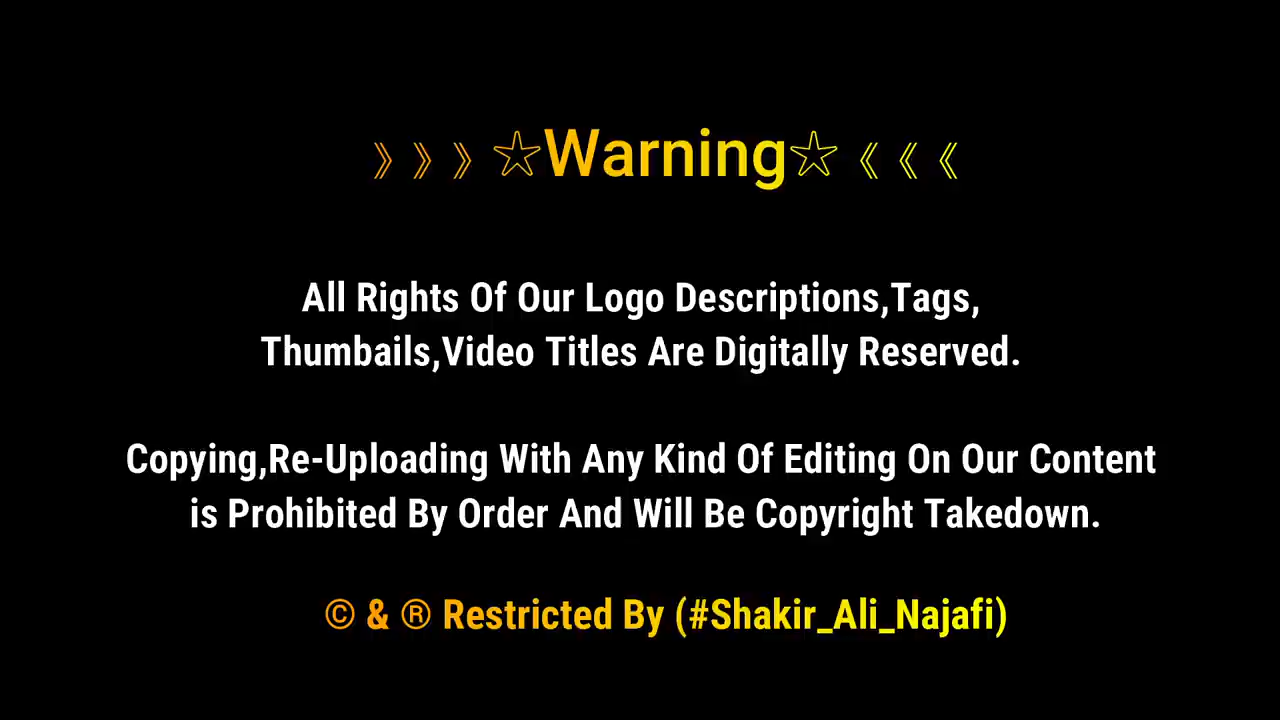 》》》☆Warning☆《《《
All Rights Of Our Logo Descriptions,Tags,
Thumbails,Video Titles Are Digitally Reserved.
Copying,Re-Uploading With Any Kind Of Editing On Our Content
is Prohibited By Order And Will Be Copyright Takedown.
© & ® Restricted By (#Shakir_Ali_Najafi)